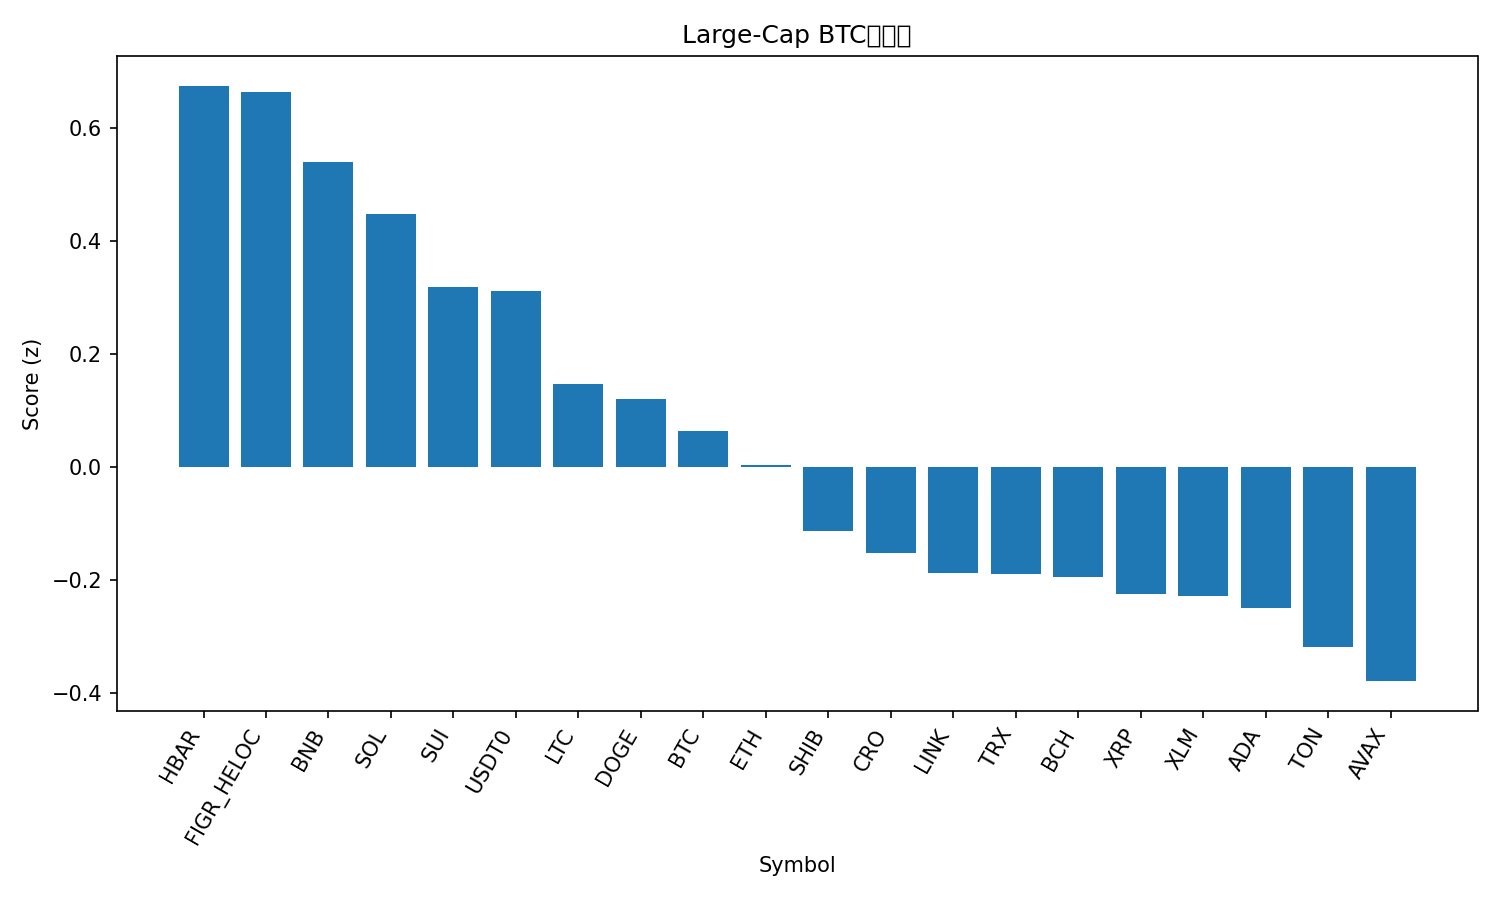 Large-Cap BTC
Score (z)
0.6
0.4
0.2
0.0
−0.2
−0.4
HBAR
FIGR_HELOC
BNB
SOL
SUI
USDT0
LTC
DOGE
BTC
ETH
SHIB
CRO
LINK
TRX
BCH
XRP
XLM
ADA
TON
AVAX
Symbol